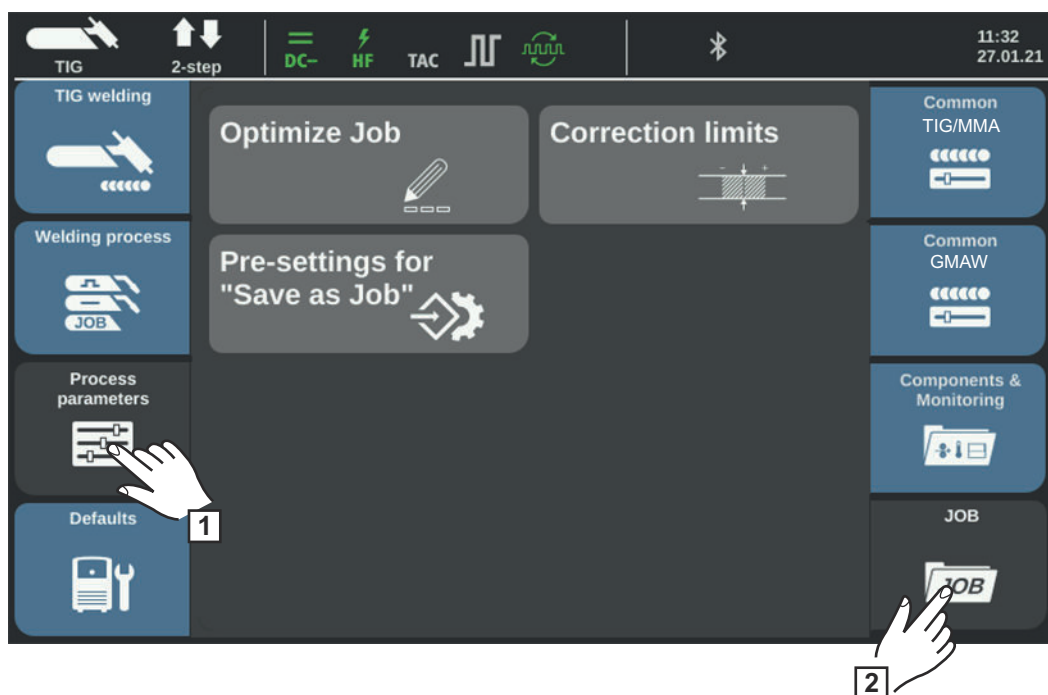 TIG
2-step
DC–
HF
TAC
11:32
27.01.21
TIG welding
Welding process
JOB
Process
parameters
1
Defaults
Optimize Job
Correction limits
- +
Pre-settings for
"Save as Job"
Common
TIG/MMA
Common
GMAW
Components &
Monitoring
JOB
JOB
2